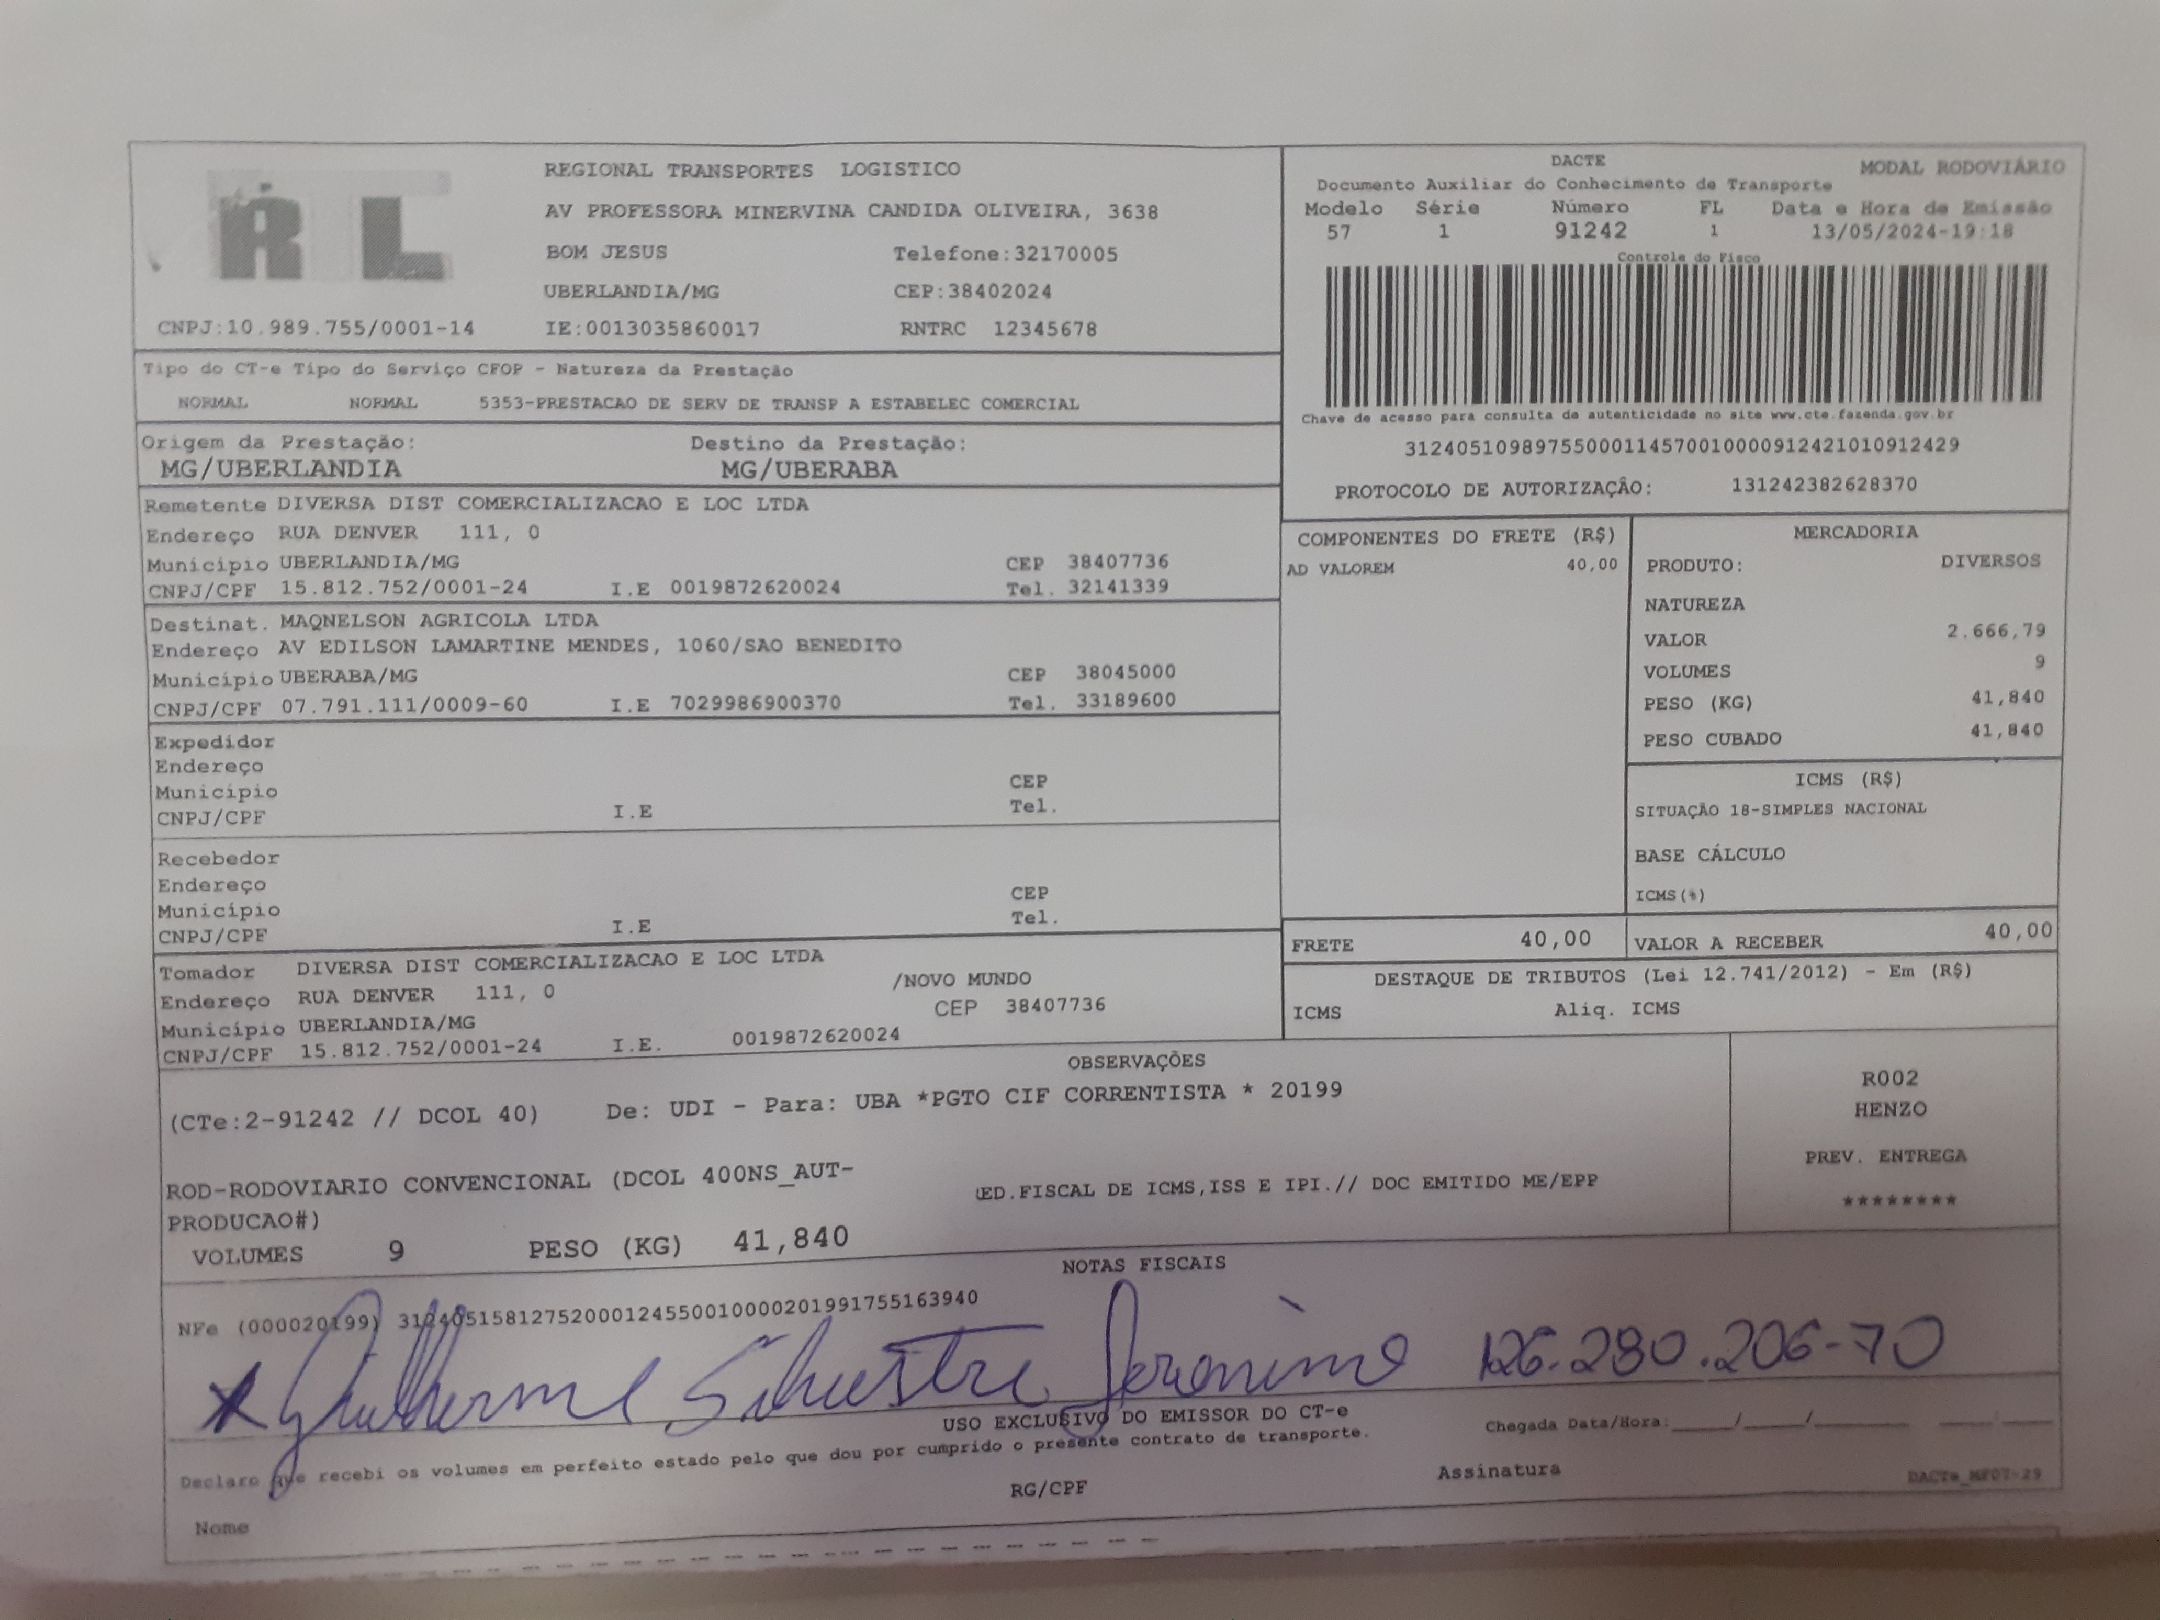 RL
REGIONAL TRANSPORTES LOGISTICO
AV PROFESSORA MINERVINA CANDIDA OLIVEIRA, 3638
BOM JESUS Telefone:32170005
UBERLANDIA/MG CEP:38402024
CNPJ:10.989.755/0001-14 IE:0013035860017 RNTRC 12345678
DACTE MODAL RODOVIÁRIO
Documento Auxiliar do Conhecimento de Transporte
Modelo Série Número FL Data e Hora de Emissão
57 1 91242 1 13/05/2024-19:18
Controle do Fisco
Chave de acesso para consulta de autenticidade no site www.cte.fazenda.gov.br
31240510989755000114570010000912421010912429
PROTOCOLO DE AUTORIZAÇÂO: 131242382628370
Tipo do CT-e Tipo do Serviço CFOP - Natureza da Prestação
NORMAL NORMAL 5353-PRESTACAO DE SERV DE TRANSP A ESTABELEC COMERCIAL
Origem da Prestação: Destino da Prestação:
MG/UBERLANDIA MG/UBERABA
Remetente DIVERSA DIST COMERCIALIZACAO E LOC LTDA
Endereço RUA DENVER 111, 0
Município UBERLANDIA/MG CEP 38407736
CNPJ/CPF 15.812.752/0001-24 I.E 0019872620024 Tel. 32141339
Destinat. MAQNELSON AGRICOLA LTDA
Endereço AV EDILSON LAMARTINE MENDES, 1060/SAO BENEDITO
Município UBERABA/MG CEP 38045000
CNPJ/CPF 07.791.111/0009-60 I.E 7029986900370 Tel. 33189600
Expedidor
Endereço
Município CEP
CNPJ/CPF I.E Tel.
Recebedor
Endereço
Município CEP
CNPJ/CPF I.E Tel.
Tomador DIVERSA DIST COMERCIALIZACAO E LOC LTDA
Endereço RUA DENVER 111, 0 /NOVO MUNDO
Município UBERLANDIA/MG CEP 38407736
CNPJ/CPF 15.812.752/0001-24 I.E. 0019872620024
COMPONENTES DO FRETE (R$)
AD VALOREM 40,00
MERCADORIA
PRODUTO: DIVERSOS
NATUREZA
VALOR 2.666,79
VOLUMES 9
PESO (KG) 41,840
PESO CUBADO 41,840
ICMS (R$)
SITUAÇÃO 18-SIMPLES NACIONAL
BASE CÁLCULO
ICMS(%)
FRETE 40,00 VALOR A RECEBER 40,00
DESTAQUE DE TRIBUTOS (Lei 12.741/2012) - Em (R$)
ICMS Aliq. ICMS
OBSERVAÇÕES
(CTe:2-91242 // DCOL 40) De: UDI - Para: UBA *PGTO CIF CORRENTISTA * 20199
ROD-RODOVIARIO CONVENCIONAL (DCOL 400NS_AUT-
PRODUCAO#)
ED.FISCAL DE ICMS,ISS E IPI.// DOC EMITIDO ME/EPP
R002
HENZO
PREV. ENTREGA
********
VOLUMES 9 PESO (KG) 41,840
NOTAS FISCAIS
NFe (000020199) 31240515812752000124550010000201991755163940
x Guilherme Silvestre Jeronimo 126.280.206-70
USO EXCLUSIVO DO EMISSOR DO CT-e
Declaro que recebi os volumes em perfeito estado pelo que dou por cumprido o presente contrato de transporte.
Chegada Data/Hora:____/____/______ ____:____
Nome RG/CPF Assinatura
DACTe_MF07-29